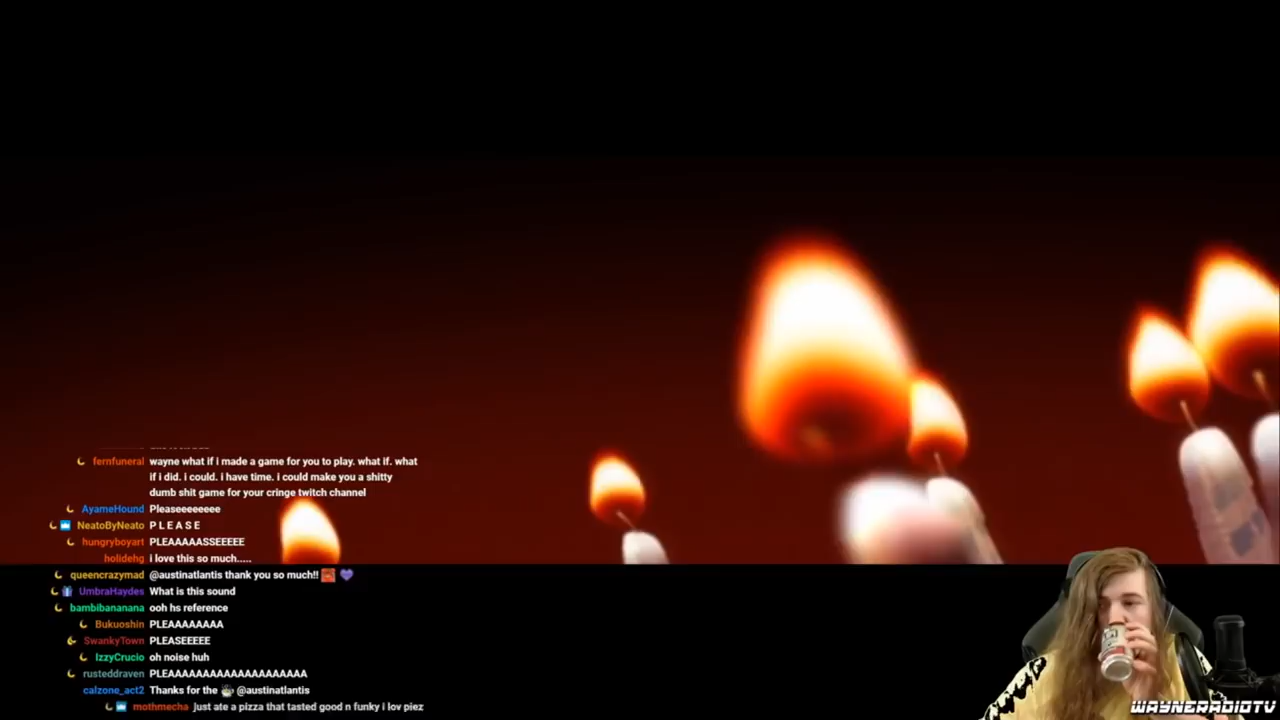 fernfuneral wayne what if i made a game for you to play. what if. what
if i did. i could. i have time. i could make you a shitty
dumb shit game for your cringe twitch channel
AyameHound Pleaseeeeeeee
NeatoByNeato P L E A S E
hungryboyart PLEAAAAASSEEEEE
holidehg i love this so much.....
queencrazymad @austinatlantis thank you so much!!
UmbraHaydes What is this sound
bambibananana ooh hs reference
Bukuoshin PLEAAAAAAAA
SwankyTown PLEASEEEEE
IzzyCrucio oh noise huh
rusteddraven PLEAAAAAAAAAAAAAAAAAAAA
calzone_act2 Thanks for the @austinatlantis
mothmecha just ate a pizza that tasted good n funky i lov piez
WAYNERADIOTV